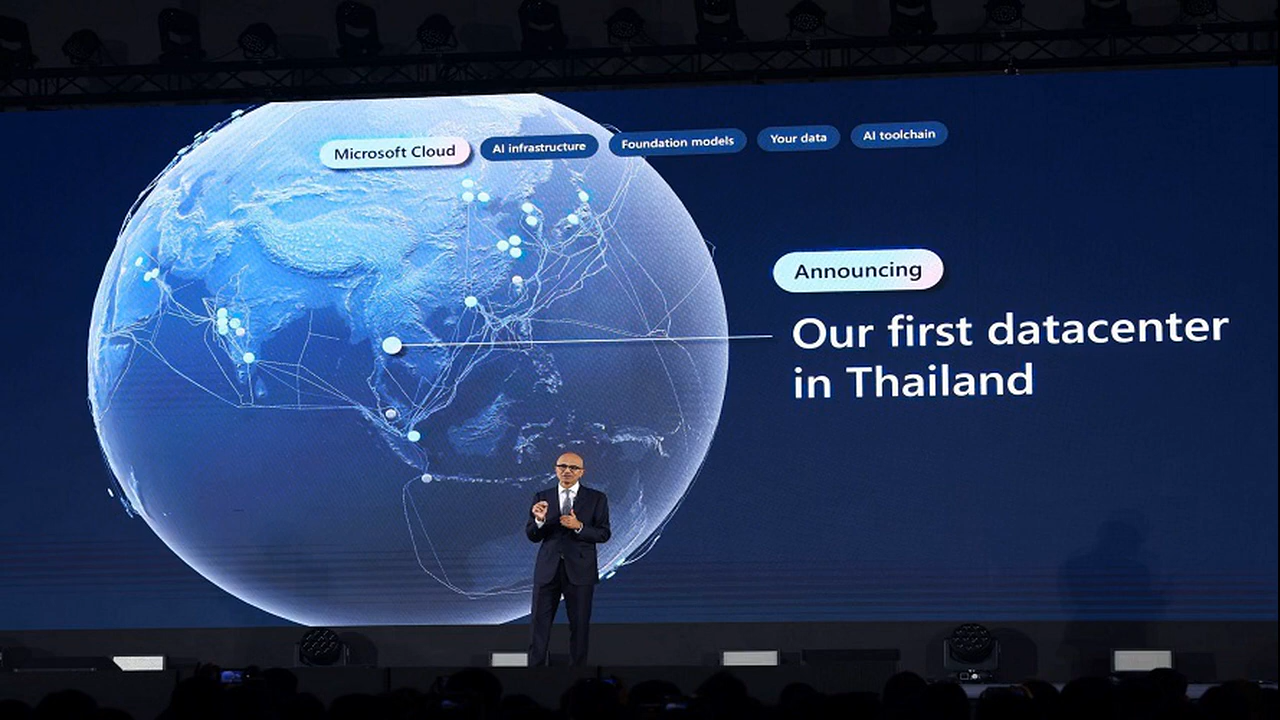 Microsoft Cloud
AI infrastructure
Foundation models
Your data
AI toolchain
Announcing
Our first datacenter
in Thailand